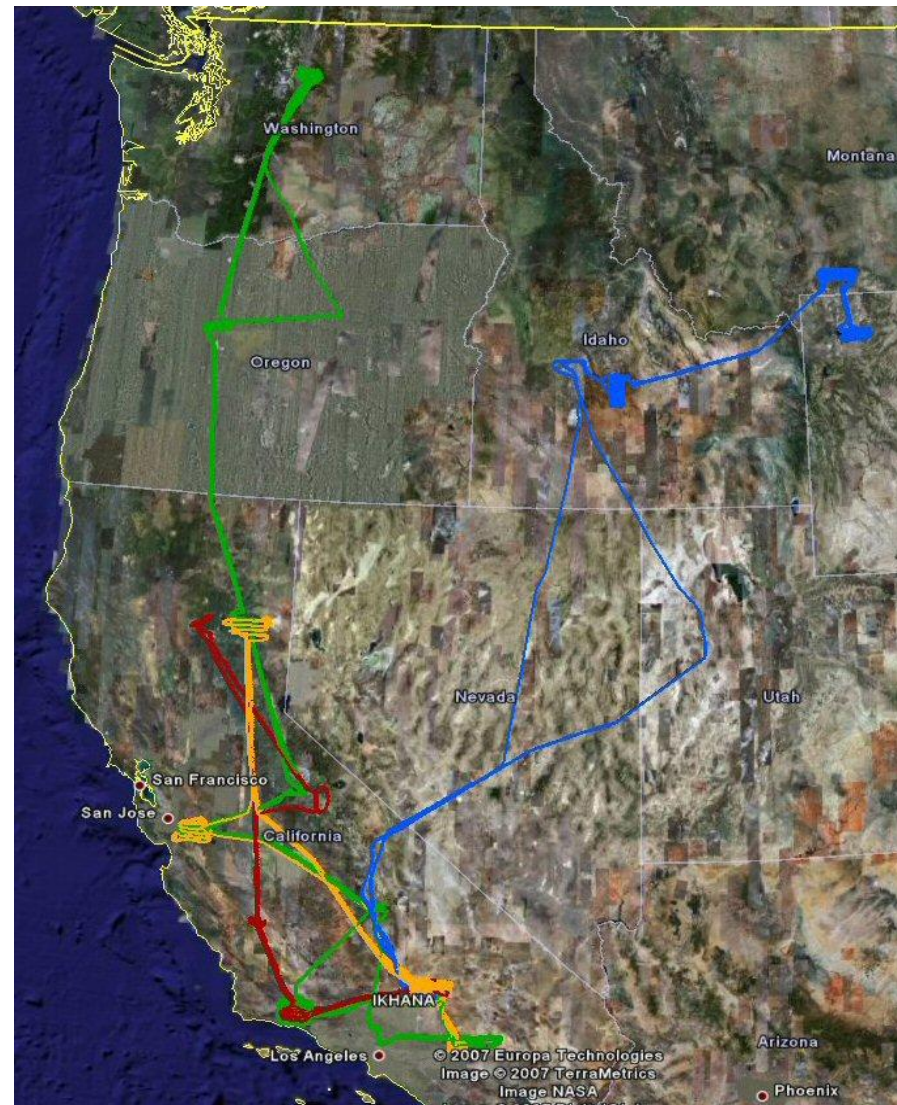 Washington
Montana
Idaho
Oregon
Nevada
Utah
San Francisco
San Jose
California
IKHANA
Los Angeles
© 2007 Europa Technologies
Image © 2007 TerraMetrics
Image NASA
Arizona
Phoenix